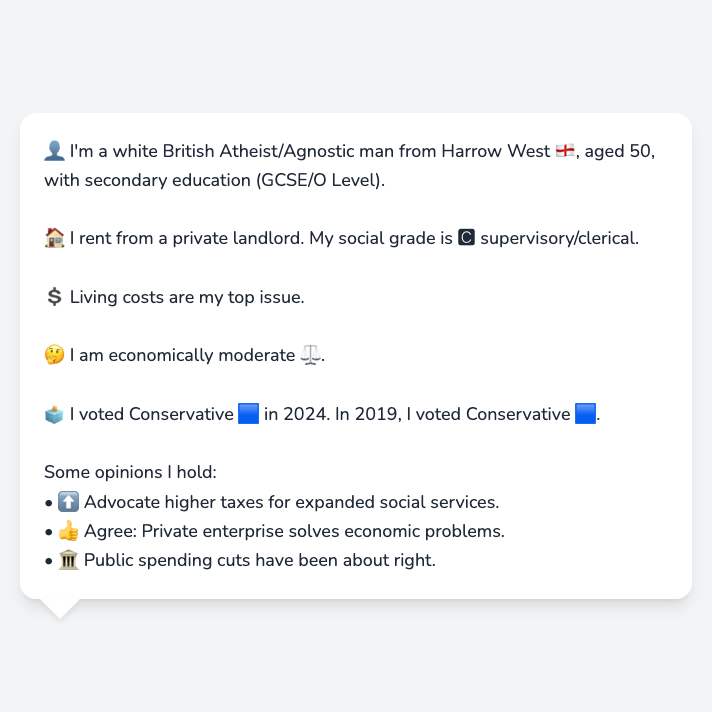 👤 I'm a white British Atheist/Agnostic man from Harrow West 🏴󠁧󠁢󠁥󠁮󠁧󠁿, aged 50,
with secondary education (GCSE/O Level).
🏠 I rent from a private landlord. My social grade is 🅲 supervisory/clerical.
💲 Living costs are my top issue.
🤔 I am economically moderate ⚖️.
🗳️ I voted Conservative 🟦 in 2024. In 2019, I voted Conservative 🟦.
Some opinions I hold:
• ⬆️ Advocate higher taxes for expanded social services.
• 👍 Agree: Private enterprise solves economic problems.
• 🏛️ Public spending cuts have been about right.